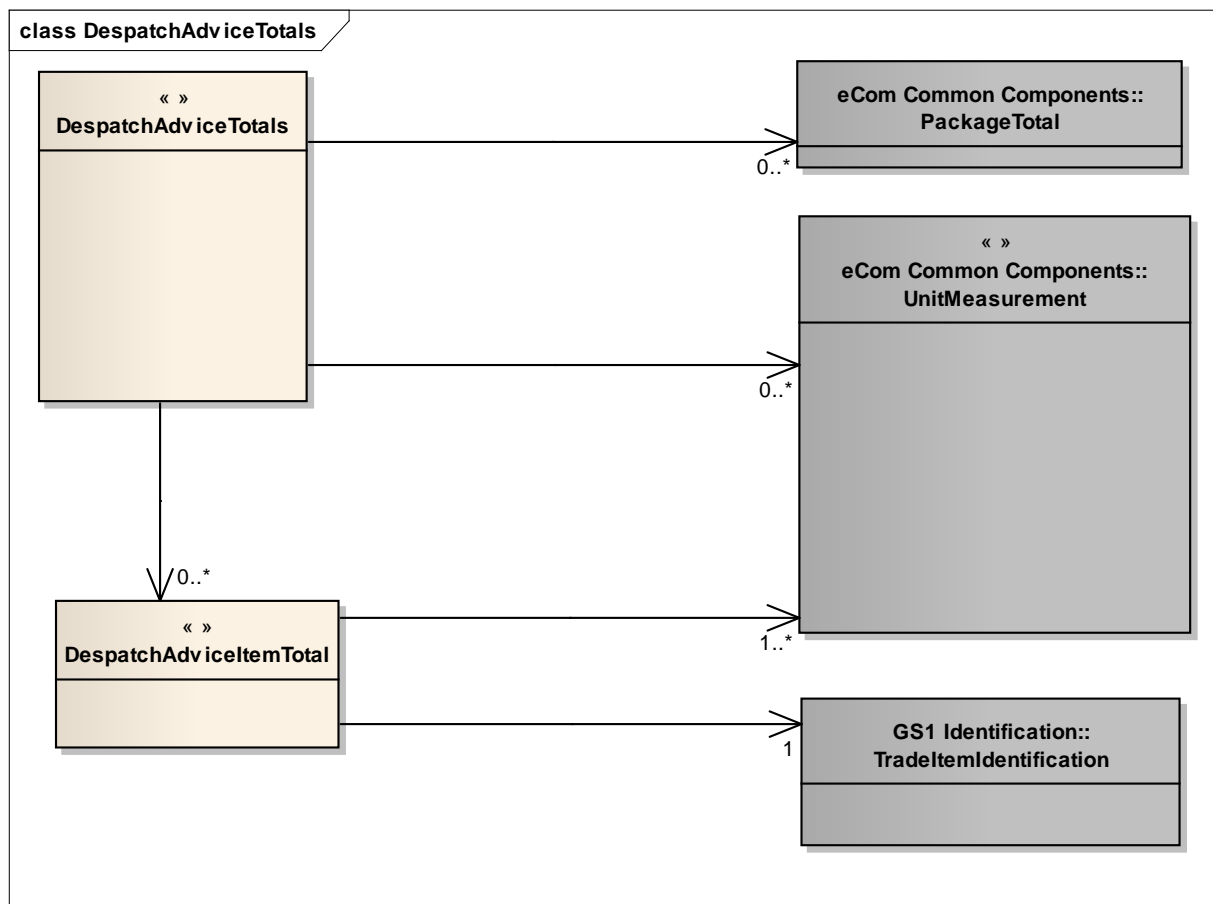 class DespatchAdviceTotals
« »
DespatchAdviceTotals
eCom Common Components::
PackageTotal
0..*
« »
eCom Common Components::
UnitMeasurement
0..*
0..*
« »
DespatchAdviceItemTotal
1..*
GS1 Identification::
TradeItemIdentification
1